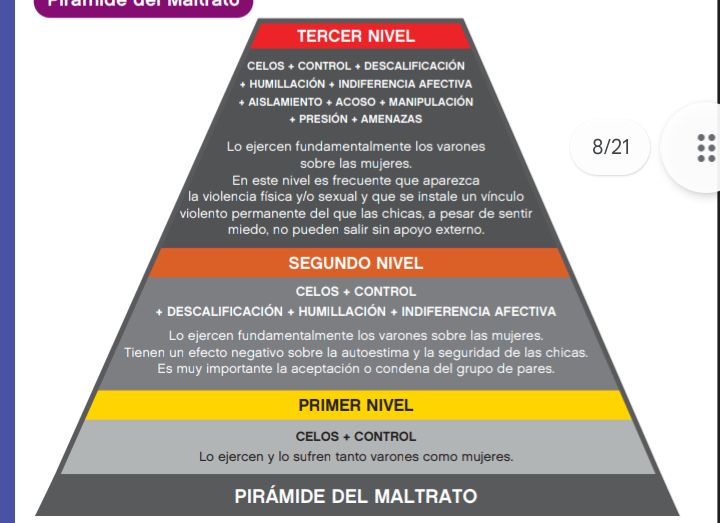 Pirámide del Maltrato
TERCER NIVEL
CELOS + CONTROL + DESCALIFICACIÓN
+ HUMILLACIÓN + INDIFERENCIA AFECTIVA
+ AISLAMIENTO + ACOSO + MANIPULACIÓN
+ PRESIÓN + AMENAZAS
Lo ejercen fundamentalmente los varones
sobre las mujeres.
En este nivel es frecuente que aparezca
la violencia física y/o sexual y que se instale un vínculo
violento permanente del que las chicas, a pesar de sentir
miedo, no pueden salir sin apoyo externo.
8/21
SEGUNDO NIVEL
CELOS + CONTROL
+ DESCALIFICACIÓN + HUMILLACIÓN + INDIFERENCIA AFECTIVA
Lo ejercen fundamentalmente los varones sobre las mujeres.
Tienen un efecto negativo sobre la autoestima y la seguridad de las chicas.
Es muy importante la aceptación o condena del grupo de pares.
PRIMER NIVEL
CELOS + CONTROL
Lo ejercen y lo sufren tanto varones como mujeres.
PIRÁMIDE DEL MALTRATO